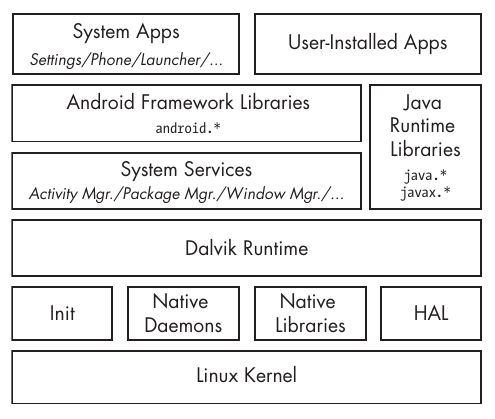 System Apps
Settings/Phone/Launcher/...
User-Installed Apps
Android Framework Libraries
android.*
Java
Runtime
Libraries
java.*
javax.*
System Services
Activity Mgr./Package Mgr./Window Mgr./...
Dalvik Runtime
Init
Native
Daemons
Native
Libraries
HAL
Linux Kernel